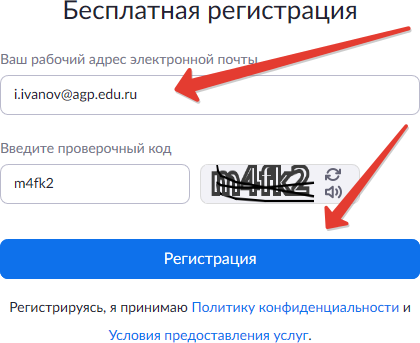 Бесплатная регистрация
Ваш рабочий адрес электронной почты
i.ivanov@agp.edu.ru
Введите проверочный код
m4fk2
m4fk2
Регистрация
Регистрируясь, я принимаю Политику конфиденциальности и
Условия предоставления услуг.